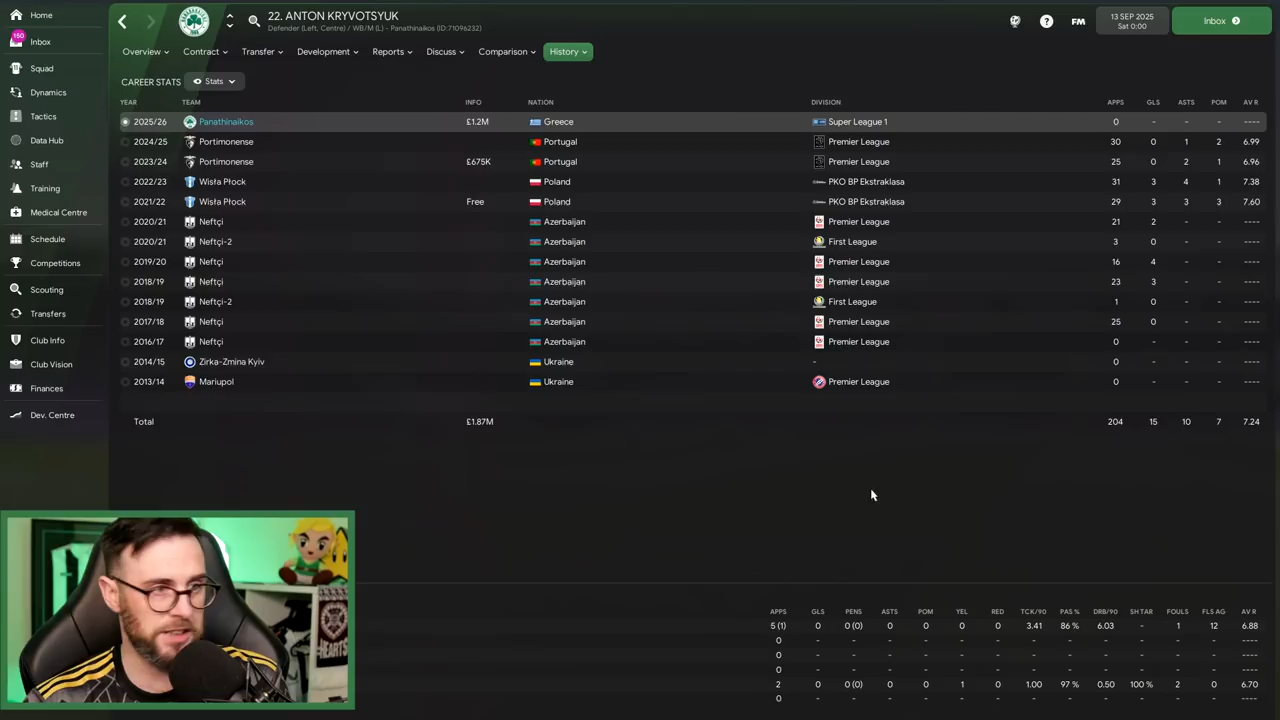 Home
150
Inbox
Squad
Dynamics
Tactics
Data Hub
Staff
Training
Medical Centre
Schedule
Competitions
Scouting
Transfers
Club Info
Club Vision
Finances
Dev. Centre
22. ANTON KRYVOTSYUK
Defender (Left, Centre) / WB/M (L) - Panathinaikos (ID:71096232)
?
FM
13 SEP 2025
Sat 0:00
Inbox
Overview Contract Transfer Development Reports Discuss Comparison History
CAREER STATS Stats
YEAR TEAM INFO NATION DIVISION APPS GLS ASTS POM AV R
2025/26 Panathinaikos £1.2M Greece Super League 1 0 - - - ----
2024/25 Portimonense Portugal Premier League 30 0 1 2 6.99
2023/24 Portimonense £675K Portugal Premier League 25 0 2 1 6.96
2022/23 Wisła Płock Poland PKO BP Ekstraklasa 31 3 4 1 7.38
2021/22 Wisła Płock Free Poland PKO BP Ekstraklasa 29 3 3 3 7.60
2020/21 Neftçi Azerbaijan Premier League 21 2 - - ----
2020/21 Neftçi-2 Azerbaijan First League 3 0 - - ----
2019/20 Neftçi Azerbaijan Premier League 16 4 - - ----
2018/19 Neftçi Azerbaijan Premier League 23 3 - - ----
2018/19 Neftçi-2 Azerbaijan First League 1 0 - - ----
2017/18 Neftçi Azerbaijan Premier League 25 0 - - ----
2016/17 Neftçi Azerbaijan Premier League 0 - - - ----
2014/15 Zirka-Zmina Kyiv Ukraine - 0 - - - ----
2013/14 Mariupol Ukraine Premier League 0 - - - ----
Total £1.87M 204 15 10 7 7.24
APPS GLS PENS ASTS POM YEL RED TCK/90 PAS % DRB/90 SH TAR FOULS FLS AG AV R
5 (1) 0 0 (0) 0 0 0 0 3.41 86 % 6.03 - 1 12 6.88
0 - - - - - - - - - - - - ----
0 - - - - - - - - - - - - ----
0 - - - - - - - - - - - - ----
2 0 0 (0) 0 0 1 0 1.00 97 % 0.50 100 % 2 0 6.70
0 - - - - - - - - - - - - ----
HEARTS